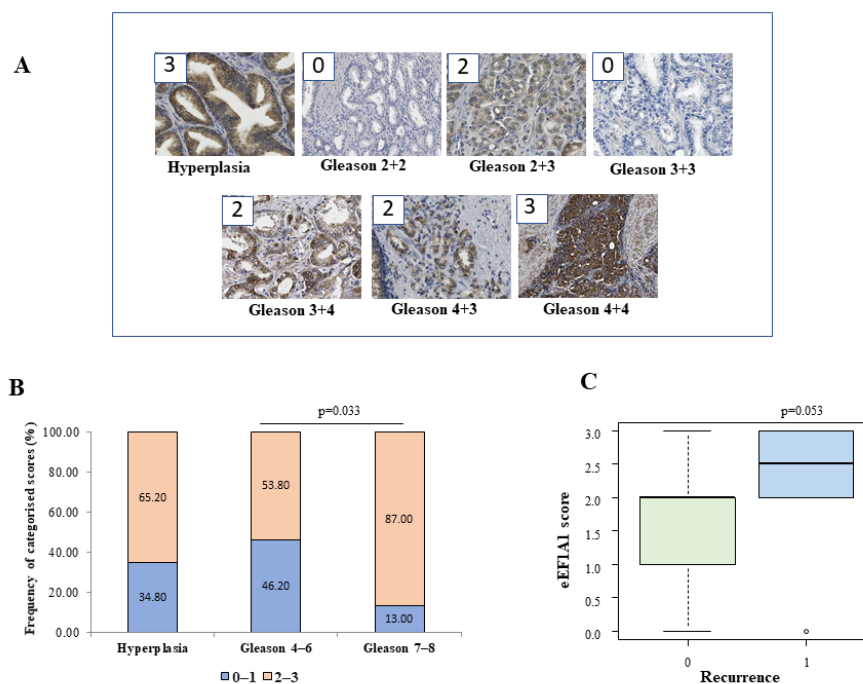 A
3
0
2
0
Hyperplasia
Gleason 2+2
Gleason 2+3
Gleason 3+3
2
2
3
Gleason 3+4
Gleason 4+3
Gleason 4+4
B
p=0.033
Frequency of categorised scores (%)
100.00
80.00
60.00
40.00
20.00
0.00
65.20
53.80
87.00
34.80
46.20
13.00
Hyperplasia
Gleason 4–6
Gleason 7–8
0–1
2–3
C
p=0.053
eEF1A1 score
3.0
2.5
2.0
1.5
1.0
0.5
0.0
0
1
Recurrence